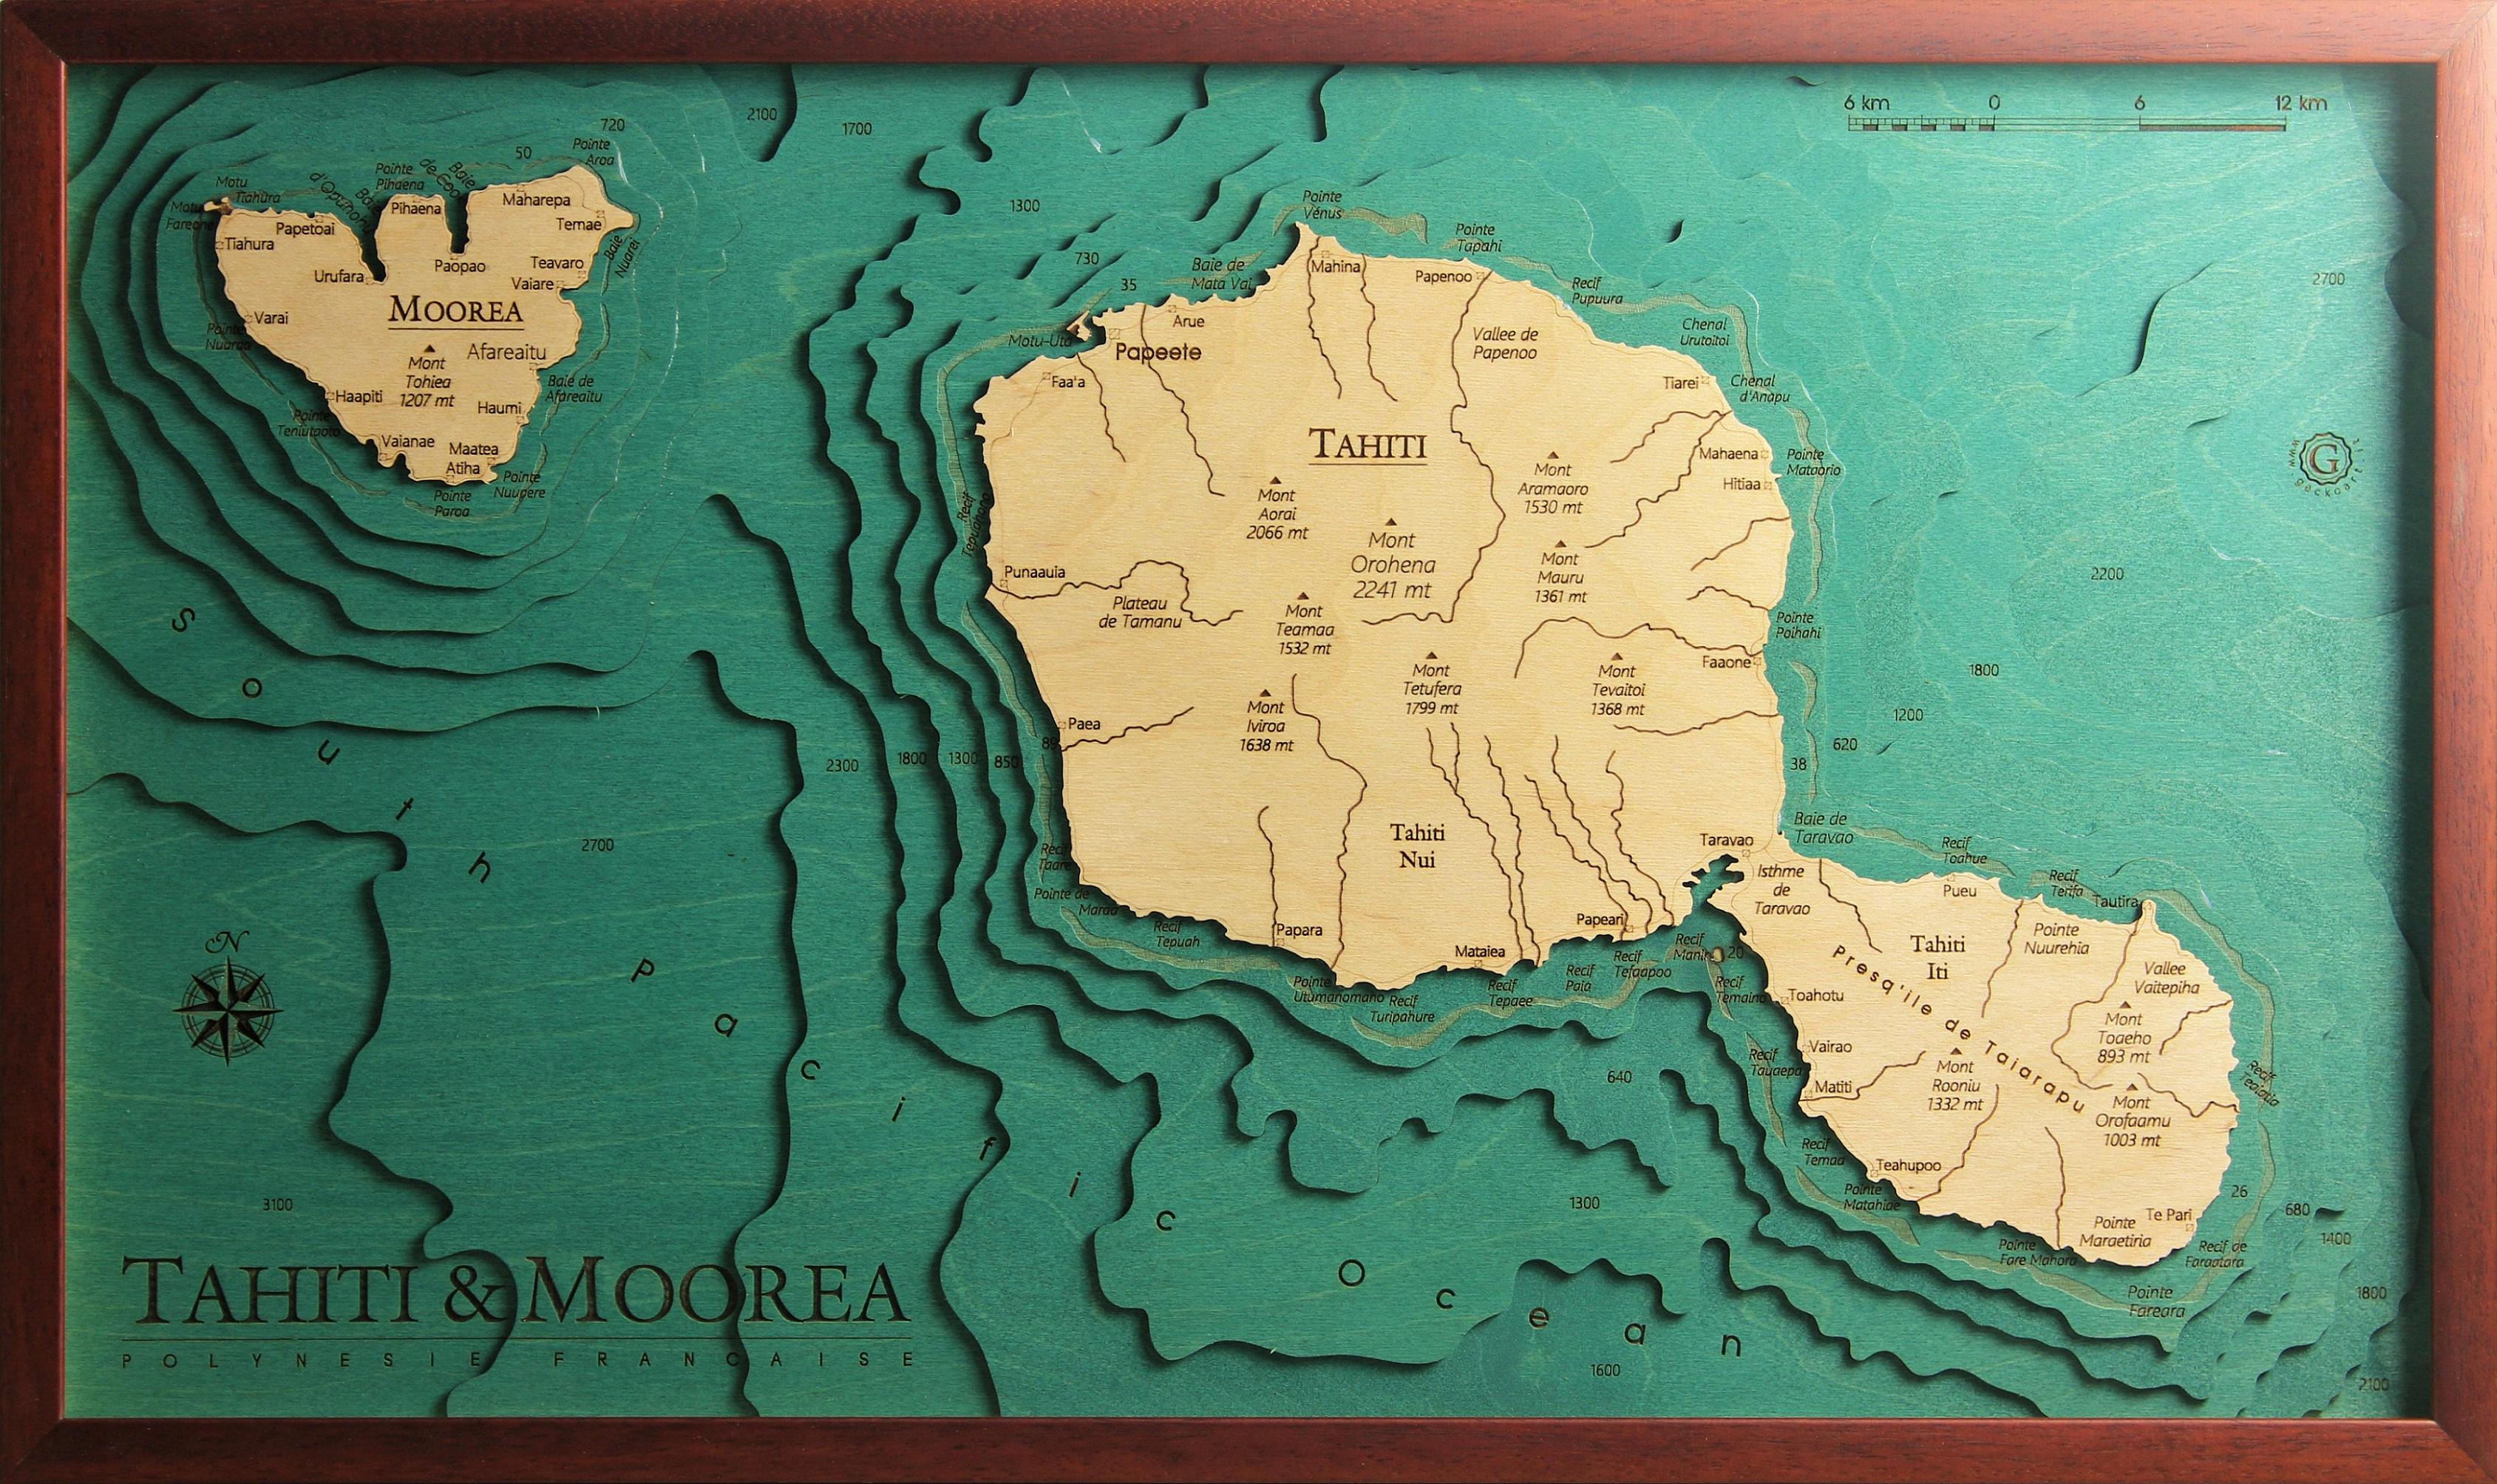 6 km 0 6 12 km
2100
1700
720
50
Pointe
Aroa
Pointe
Pihaena
Baie
de Cook
Baie
d'Opunohu
Motu
Tiahura
Motu
Fareone
Maharepa
Pihaena
Temae
Papetoai
Tiahura
Baie
Nuarei
Urufara
Paopao
Teavaro
Vaiare
MOOREA
Varai
Pointe
Nuaroa
Afareaitu
Mont
Tohiea
1207 mt
Baie de
Afareaitu
Haapiti
Haumi
Pointe
Teniutaoto
Vaianae
Maatea
Atiha
Pointe
Nuupere
Pointe
Paroa
1300
730
35
Pointe
Vénus
Pointe
Tapahi
Baie de
Mata Vai
Mahina
Papenoo
Recif
Pupuura
Arue
Motu-Uta
Papeete
Vallee de
Papenoo
Chenal
Urutoitoi
Faa'a
Tiarei
Chenal
d'Anapu
2700
TAHITI
Mahaena
Pointe
Mataorio
Hitiaa
G
Mont
Aramaoro
1530 mt
Mont
Aorai
2066 mt
Mont
Orohena
2241 mt
Recif
Punaauia
Mont
Mauru
1361 mt
2200
Plateau
de Tamanu
Mont
Teamaa
1532 mt
Pointe
Poihahi
Faaone
1800
Mont
Tetufera
1799 mt
Mont
Tevaitoi
1368 mt
Paea
Mont
Iviroa
1638 mt
1200
620
38
2300
1800
1300
850
89
2700
Tahiti
Nui
Taravao
Baie de
Taravao
Recif
Toahue
Recif
Taare
Isthme
de
Taravao
Pueu
Recif
Terifa
Tautira
Pointe de
Maraa
Recif
Tepuah
Papara
Papeari
Mataiea
Recif
20
Tahiti
Iti
Pointe
Nuurehia
Vallee
Vaitepiha
Presq'ile de Taiarapu
Recif
Tefaapoo
Recif
Paia
Recif
Tepaee
Pointe
Utumanomano
Recif
Turipahure
Recif
Temaino
Toahotu
Mont
Toaeho
893 mt
Recif
Tauaepa
Vairao
Matiti
Mont
Rooniu
1332 mt
Mont
Orofaamu
1003 mt
Recif
640
Recif
Temaa
Teahupoo
Pointe
Matahiae
26
680
1400
1800
2100
Te Pari
Pointe
Maraetiria
Recif de
Faraatara
Pointe
Fare Mahora
Pointe
Fareara
1300
1600
South Pacific Ocean
N
3100
TAHITI & MOOREA
POLYNESIE FRANCAISE